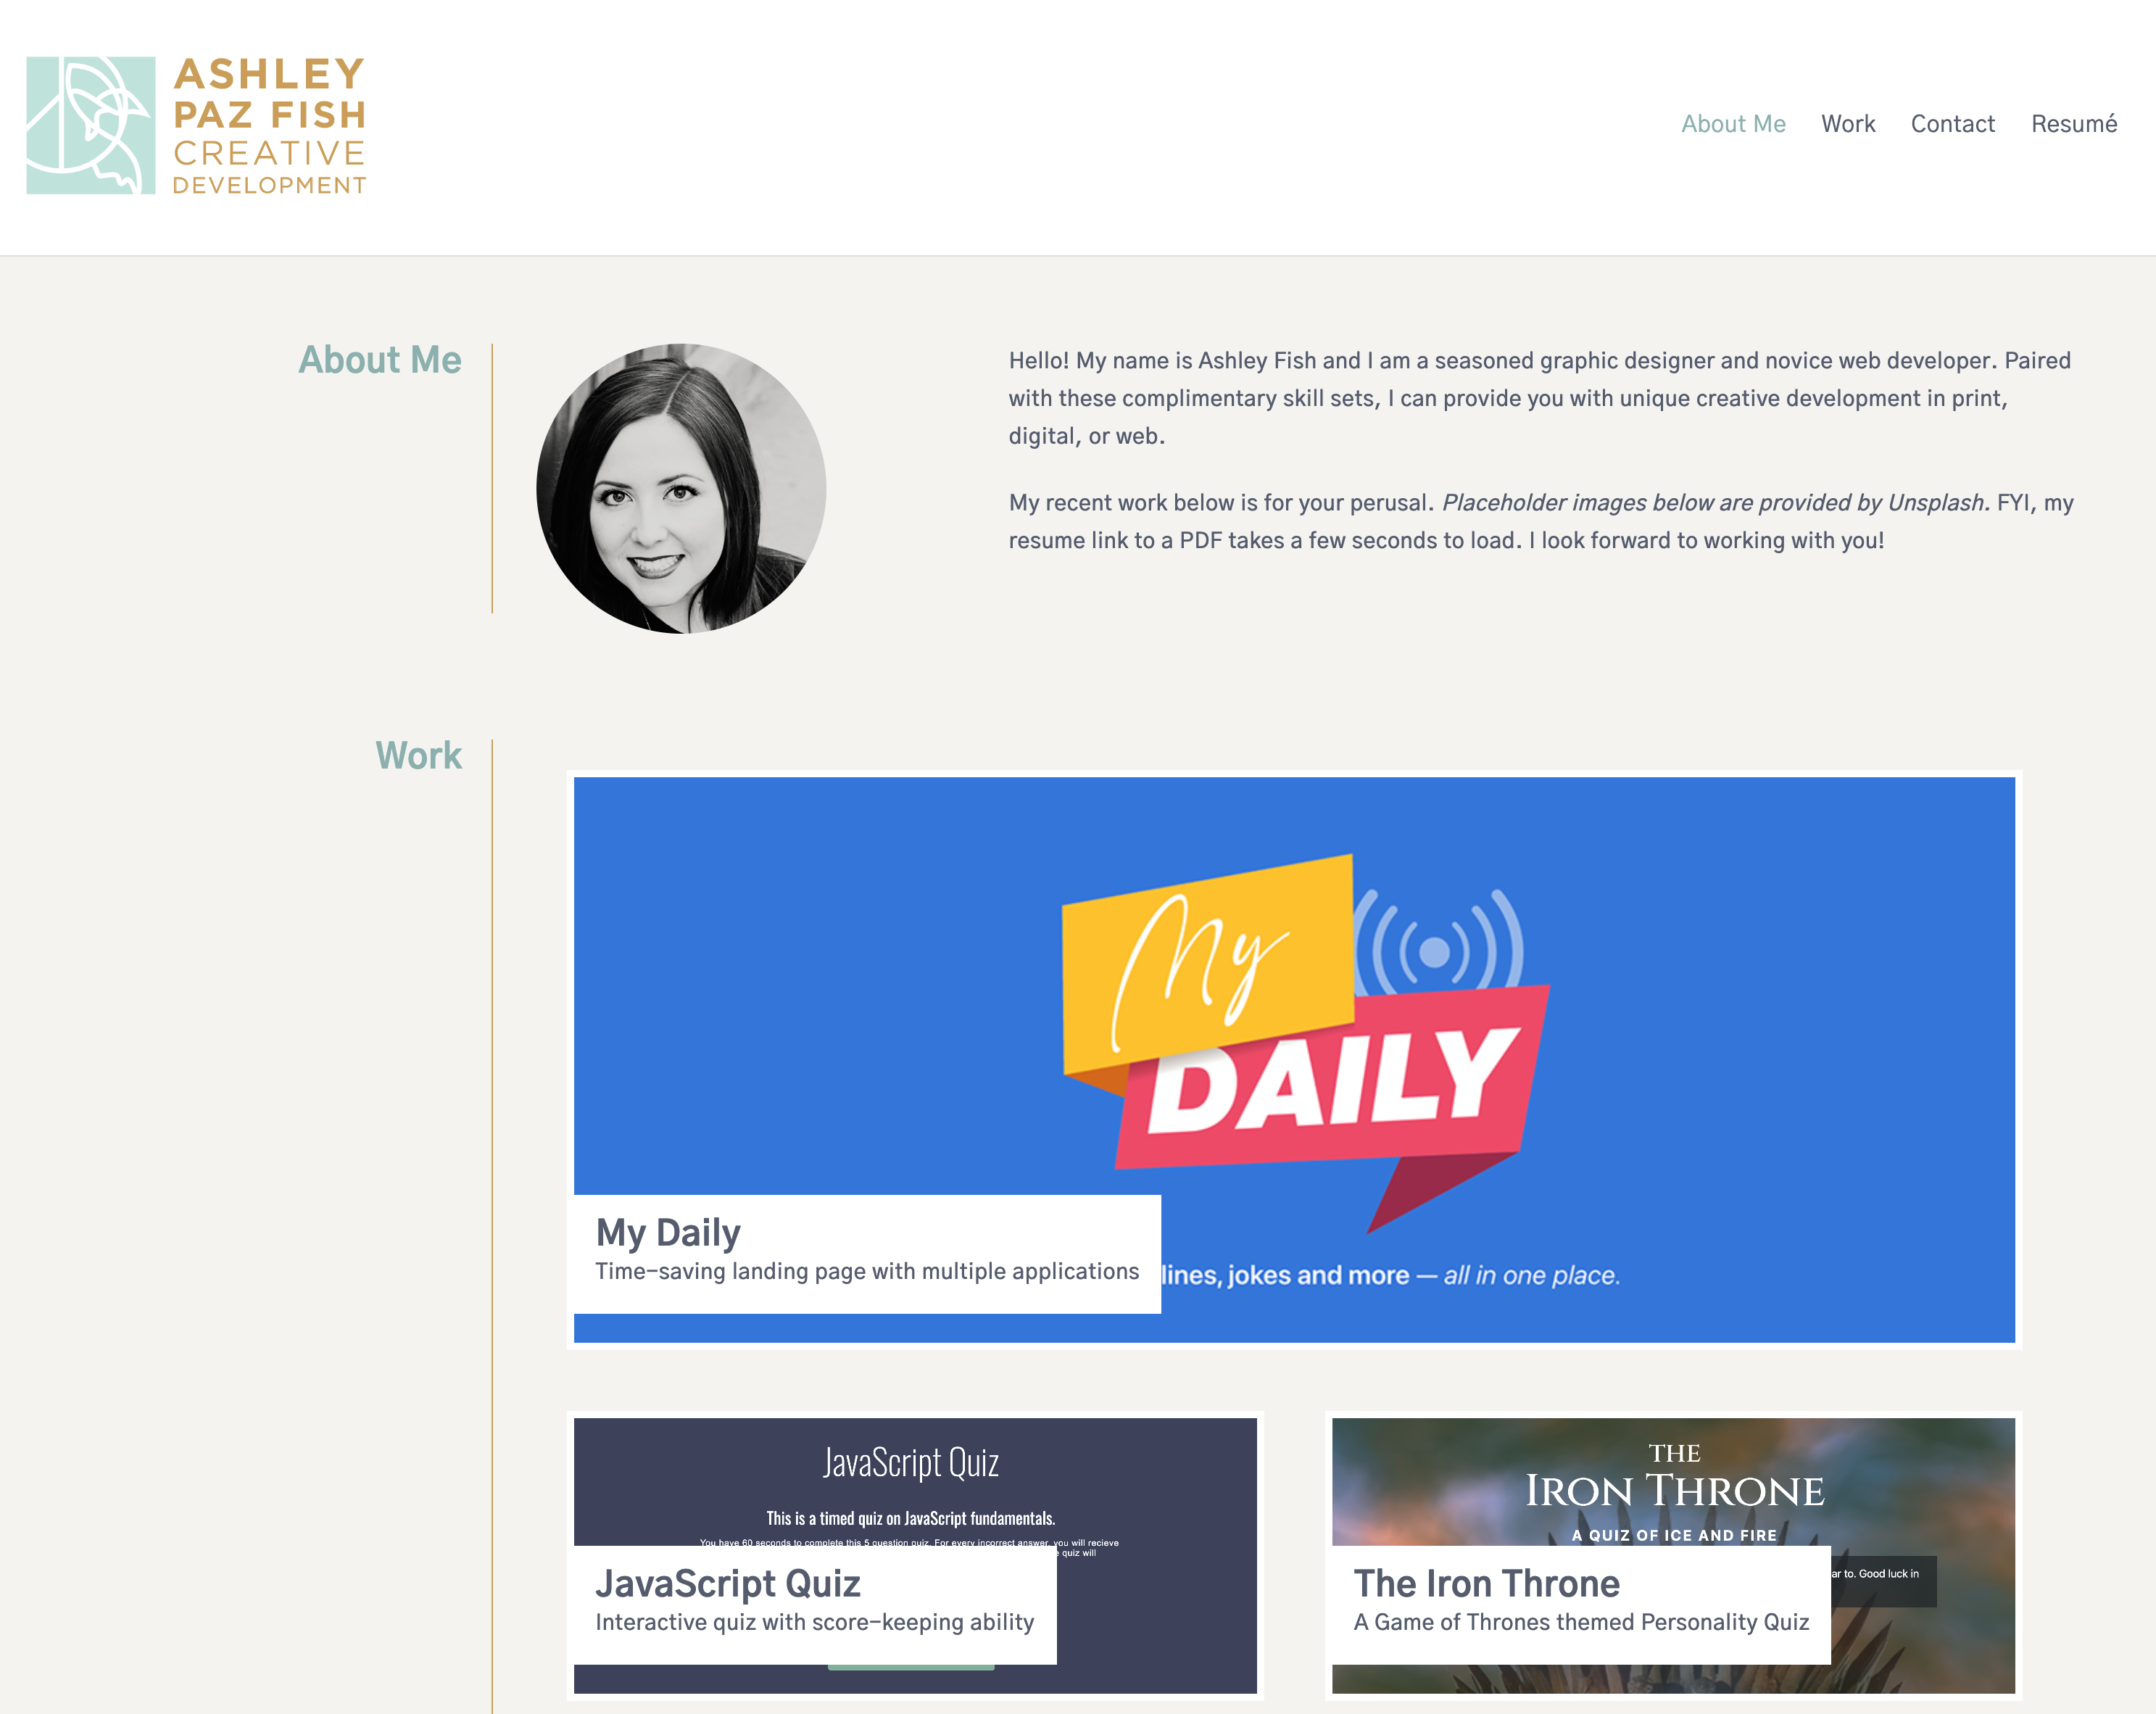 ASHLEY
PAZ FISH
CREATIVE
DEVELOPMENT
About Me Work Contact Resumé
About Me
Hello! My name is Ashley Fish and I am a seasoned graphic designer and novice web developer. Paired
with these complimentary skill sets, I can provide you with unique creative development in print,
digital, or web.
My recent work below is for your perusal. Placeholder images below are provided by Unsplash. FYI, my
resume link to a PDF takes a few seconds to load. I look forward to working with you!
Work
My
DAILY
My Daily
Time-saving landing page with multiple applications
lines, jokes and more — all in one place.
JavaScript Quiz
This is a timed quiz on JavaScript fundamentals.
You have 60 seconds to complete this 5 question quiz. For every incorrect answer, you will recieve
e quiz will
JavaScript Quiz
Interactive quiz with score-keeping ability
THE
IRON THRONE
A QUIZ OF ICE AND FIRE
ar to. Good luck in
The Iron Throne
A Game of Thrones themed Personality Quiz